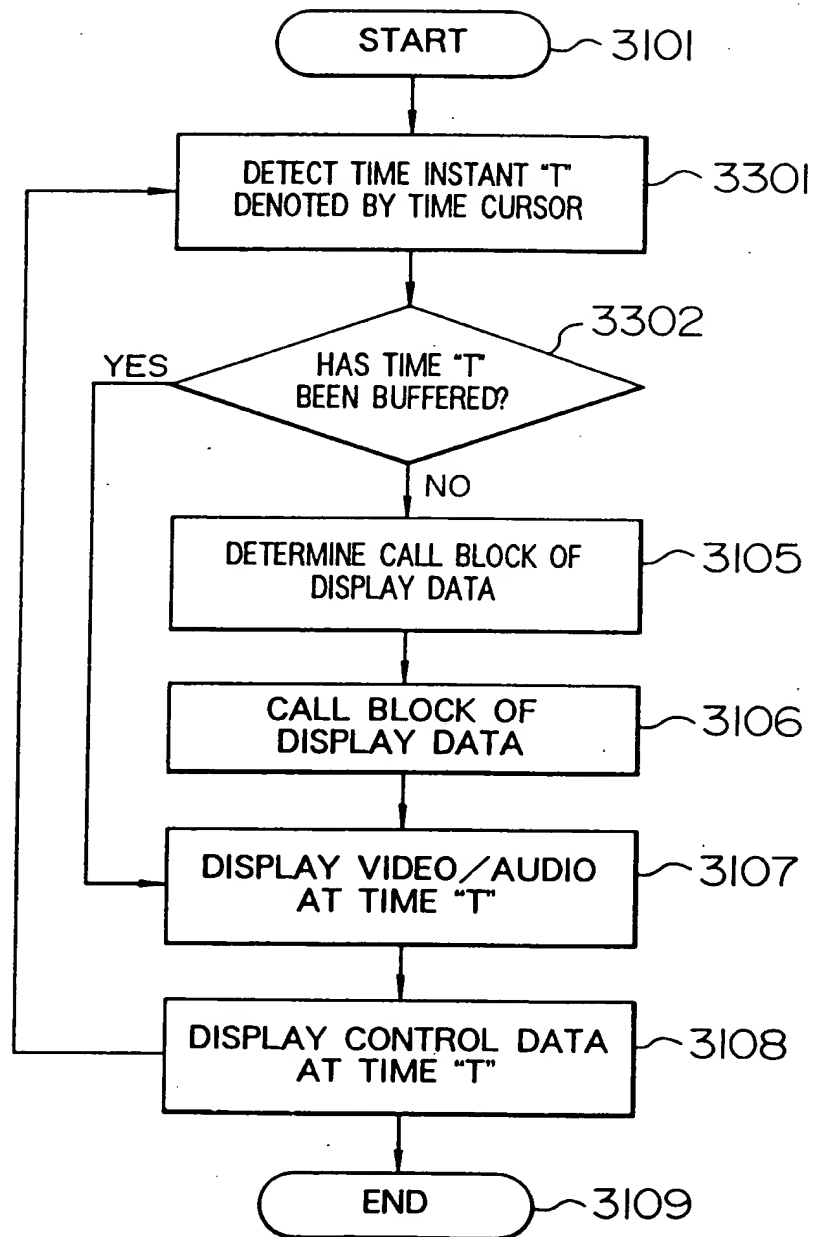 START
3101
DETECT TIME INSTANT "T"
DENOTED BY TIME CURSOR
3301
3302
YES
HAS TIME "T"
BEEN BUFFERED?
NO
DETERMINE CALL BLOCK OF
DISPLAY DATA
3105
CALL BLOCK OF
DISPLAY DATA
3106
DISPLAY VIDEO/AUDIO
AT TIME "T"
3107
DISPLAY CONTROL DATA
AT TIME "T"
3108
END
3109